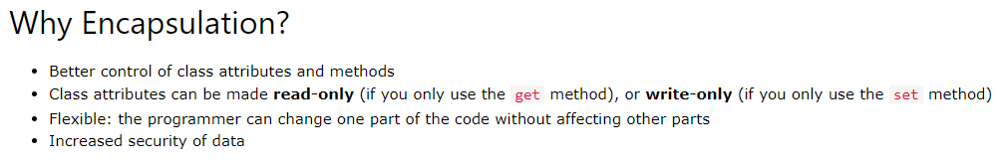 Why Encapsulation?
• Better control of class attributes and methods
• Class attributes can be made read-only (if you only use the get method), or write-only (if you only use the set method)
• Flexible: the programmer can change one part of the code without affecting other parts
• Increased security of data